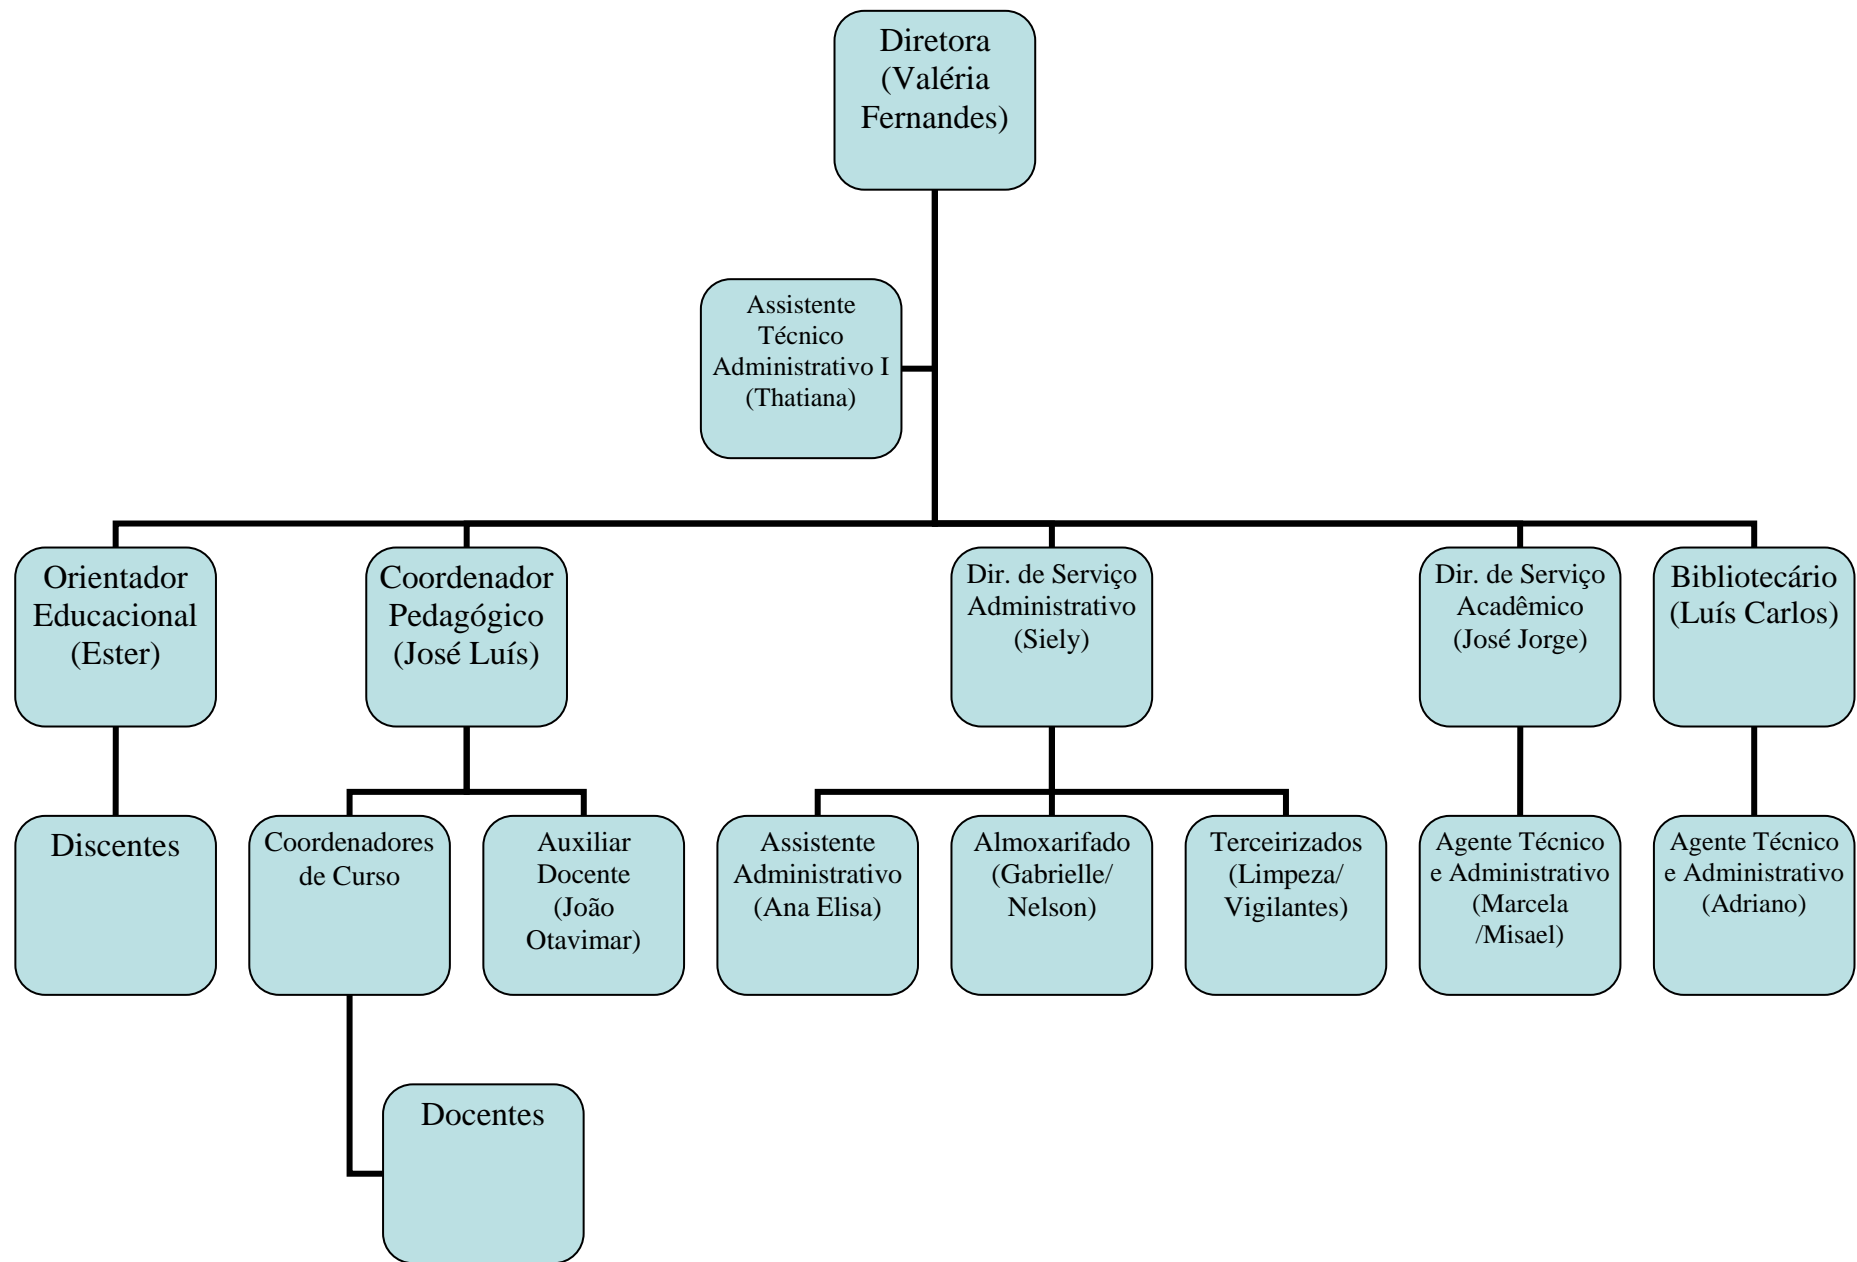 Diretora
(Valéria
Fernandes)
Assistente
Técnico
Administrativo I
(Thatiana)
Orientador
Educacional
(Ester)
Coordenador
Pedagógico
(José Luís)
Dir. de Serviço
Administrativo
(Siely)
Dir. de Serviço
Acadêmico
(José Jorge)
Bibliotecário
(Luís Carlos)
Discentes
Coordenadores
de Curso
Auxiliar
Docente
(João
Otavimar)
Assistente
Administrativo
(Ana Elisa)
Almoxarifado
(Gabrielle/
Nelson)
Terceirizados
(Limpeza/
Vigilantes)
Agente Técnico
e Administrativo
(Marcela
/Misael)
Agente Técnico
e Administrativo
(Adriano)
Docentes